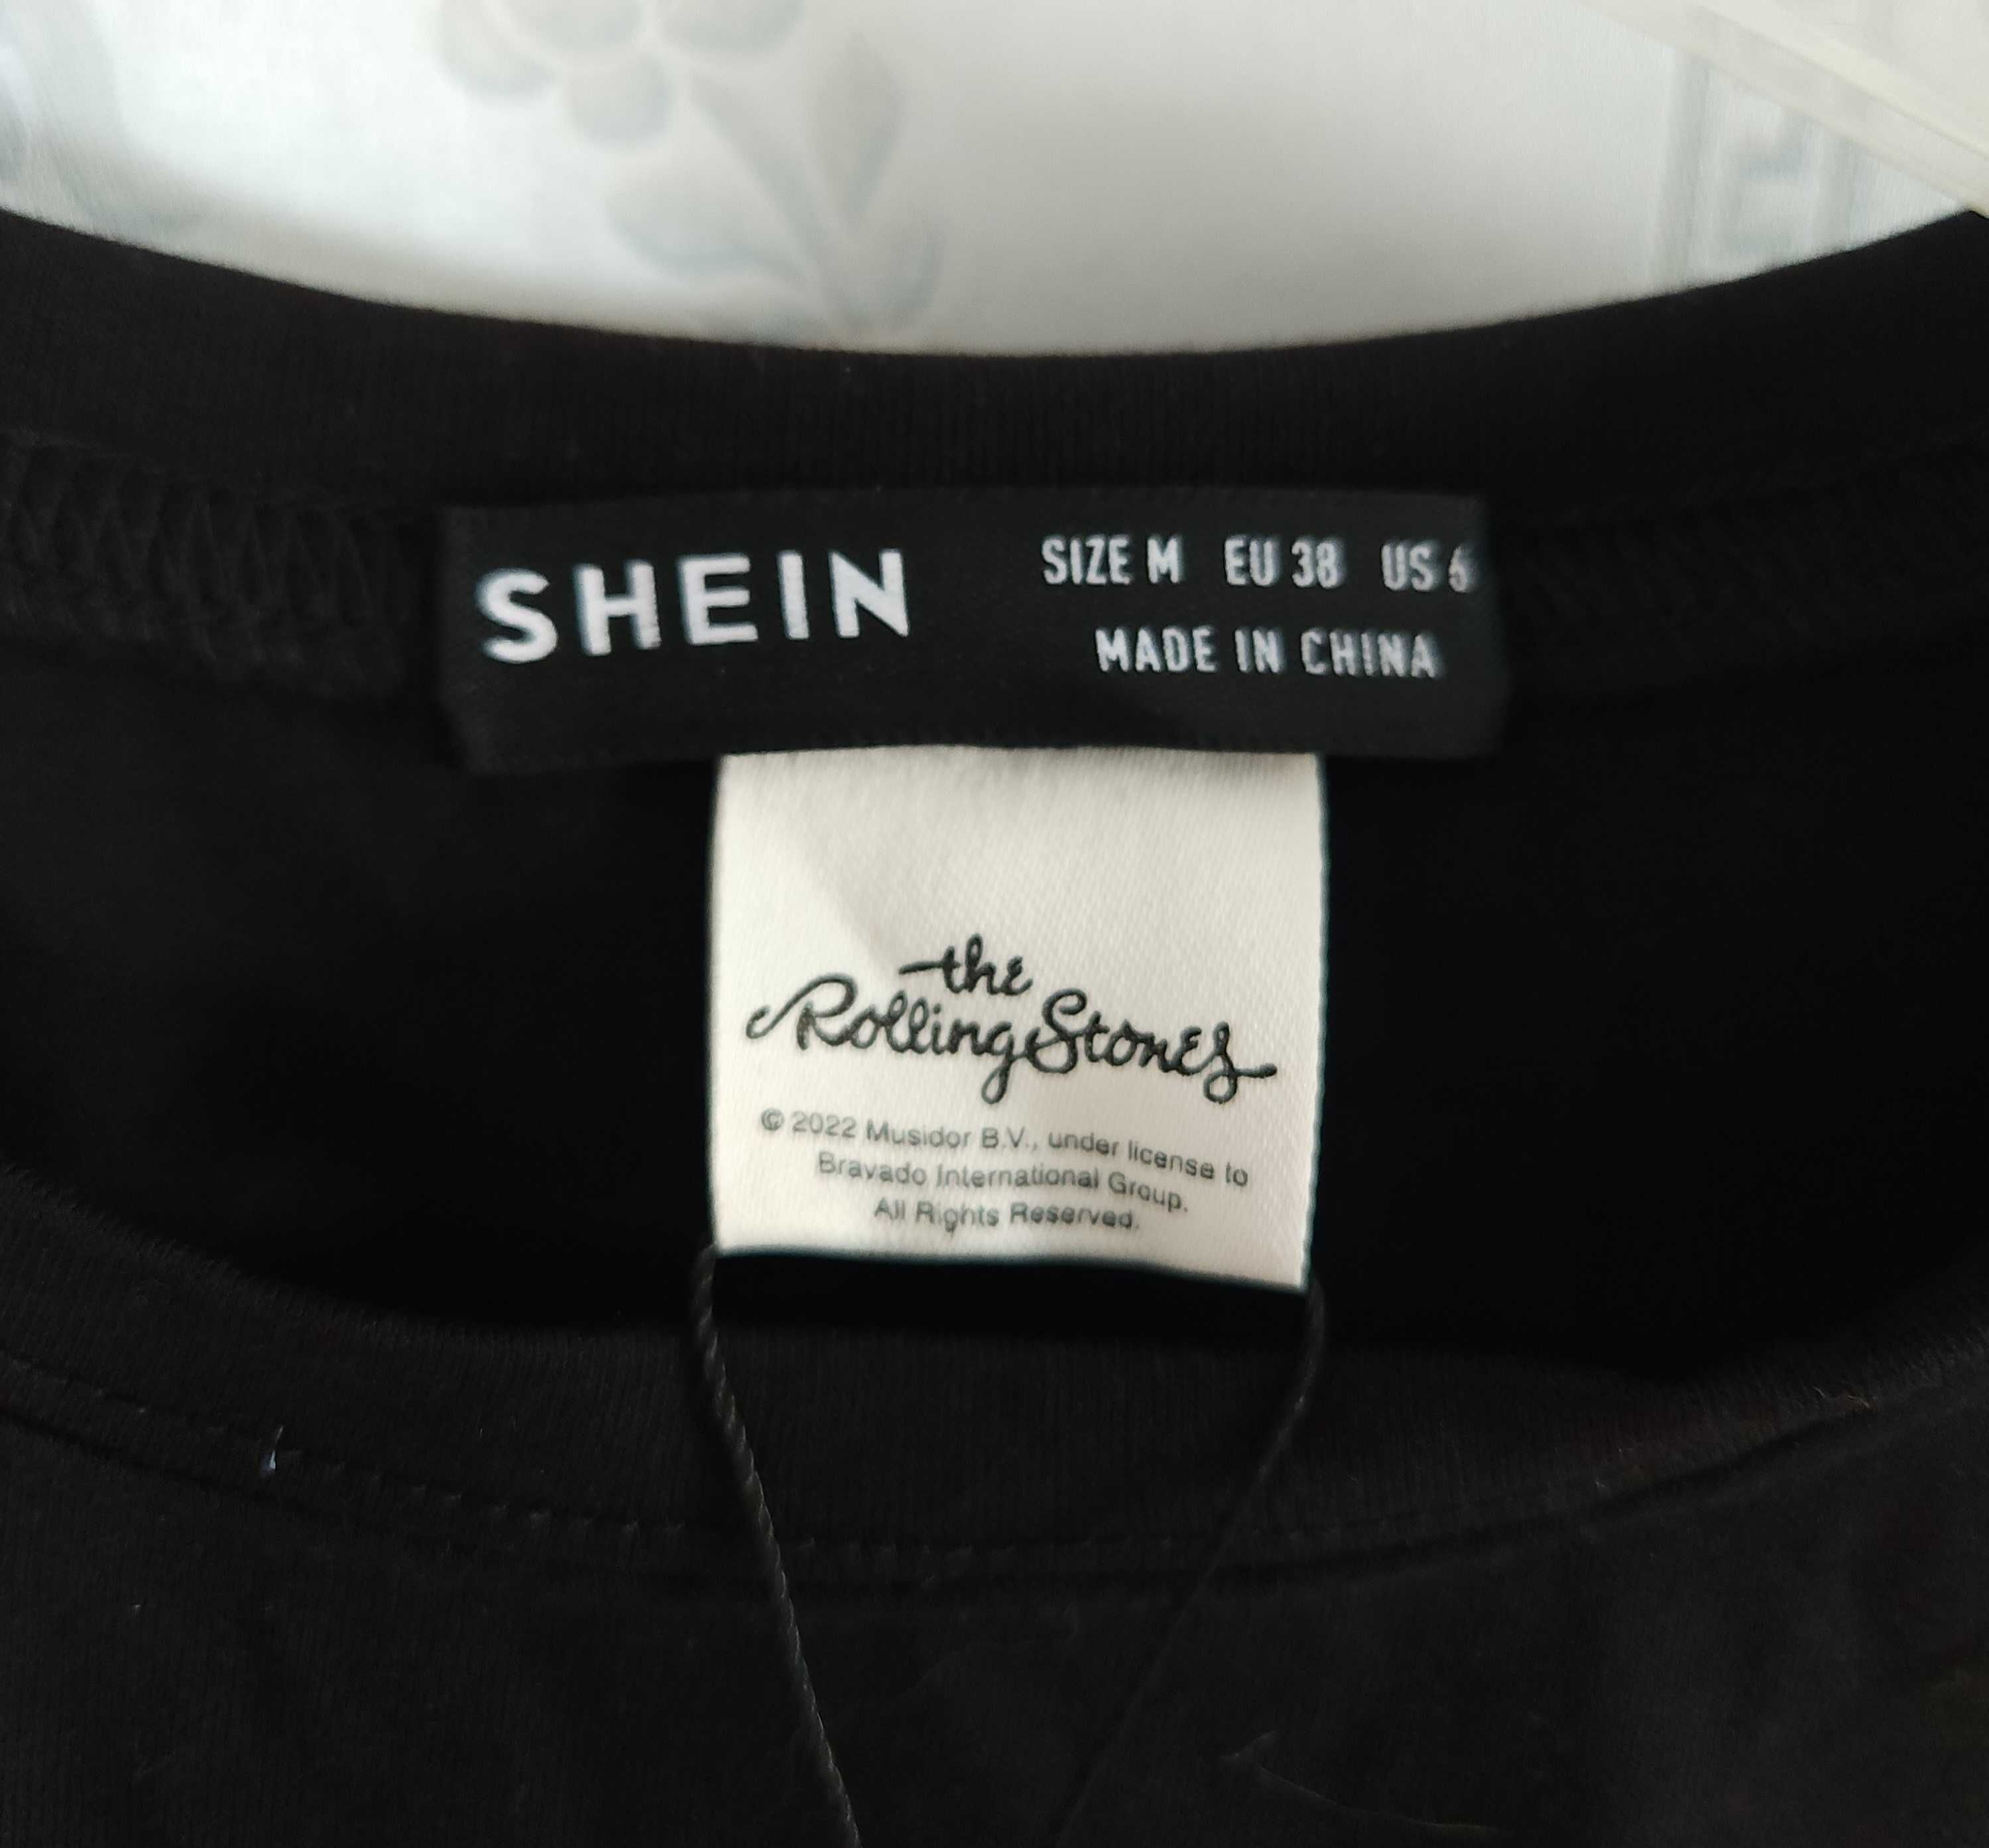 SHEIN
SIZE M EU 38 US 6
MADE IN CHINA
the
Rolling Stones
© 2022 Musidor B.V., under license to
Bravado International Group.
All Rights Reserved.